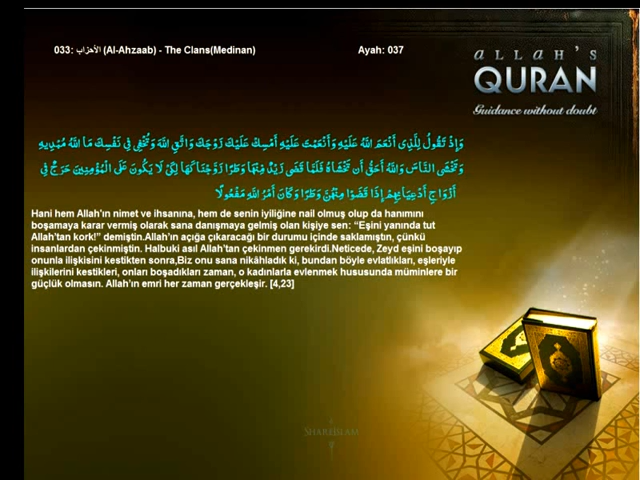 033: الأحزاب (Al-Ahzaab) - The Clans(Medinan) Ayah: 037
ALLAH'S
QURAN
Guidance without doubt
وَإِذْ تَقُولُ لِلَّذِي أَنْعَمَ اللَّهُ عَلَيْهِ وَأَنْعَمْتَ عَلَيْهِ أَمْسِكْ عَلَيْكَ زَوْجَكَ وَاتَّقِ اللَّهَ وَتُخْفِي فِي نَفْسِكَ مَا اللَّهُ مُبْدِيهِ
وَتَخْشَى النَّاسَ وَاللَّهُ أَحَقُّ أَن تَخْشَاهُ فَلَمَّا قَضَى زَيْدٌ مِّنْهَا وَطَرًا زَوَّجْنَاكَهَا لِكَيْ لَا يَكُونَ عَلَى الْمُؤْمِنِينَ حَرَجٌ فِي
أَزْوَاجِ أَدْعِيَائِهِمْ إِذَا قَضَوْا مِنْهُنَّ وَطَرًا وَكَانَ أَمْرُ اللَّهِ مَفْعُولًا
Hani hem Allah'ın nimet ve ihsanına, hem de senin iyiliğine nail olmuş olup da hanımını
boşamaya karar vermiş olarak sana danışmaya gelmiş olan kişiye sen: “Eşini yanında tut
Allah'tan kork!” demiştin.Allah'ın açığa çıkaracağı bir durumu içinde saklamıştın, çünkü
insanlardan çekinmiştin. Halbuki asıl Allah'tan çekinmen gerekirdi.Neticede, Zeyd eşini boşayıp
onunla ilişkisini kestikten sonra,Biz onu sana nikâhladık ki, bundan böyle evlatlıkları, eşleriyle
ilişkilerini kestikleri, onları boşadıkları zaman, o kadınlarla evlenmek hususunda müminlere bir
güçlük olmasın. Allah'ın emri her zaman gerçekleşir. [4,23]
SHAREISLAM